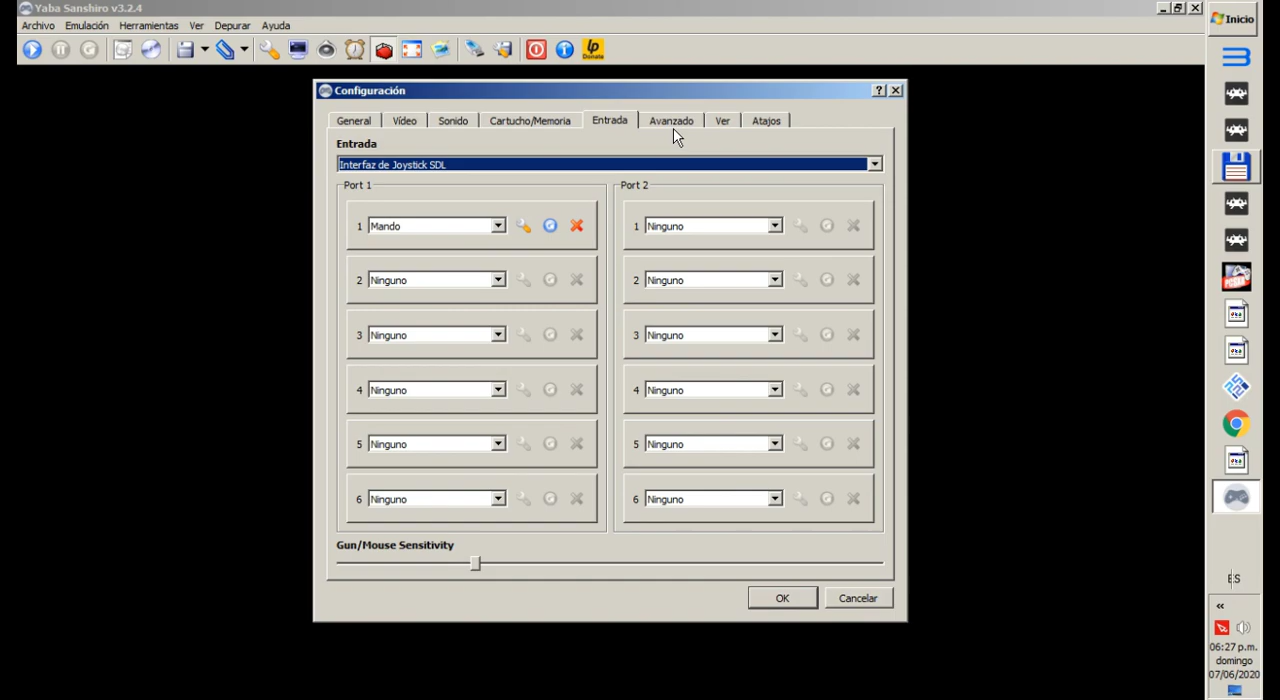 Yaba Sanshiro v3.2.4
Archivo Emulación Herramientas Ver Depurar Ayuda
LP Donate
Configuración
General Vídeo Sonido Cartucho/Memoria Entrada Avanzado Ver Atajos
Entrada
Interfaz de Joystick SDL
Port 1 Port 2
1 Mando 1 Ninguno
2 Ninguno 2 Ninguno
3 Ninguno 3 Ninguno
4 Ninguno 4 Ninguno
5 Ninguno 5 Ninguno
6 Ninguno 6 Ninguno
Gun/Mouse Sensitivity
OK Cancelar
Inicio
ES
«
06:27 p.m.
domingo
07/06/2020